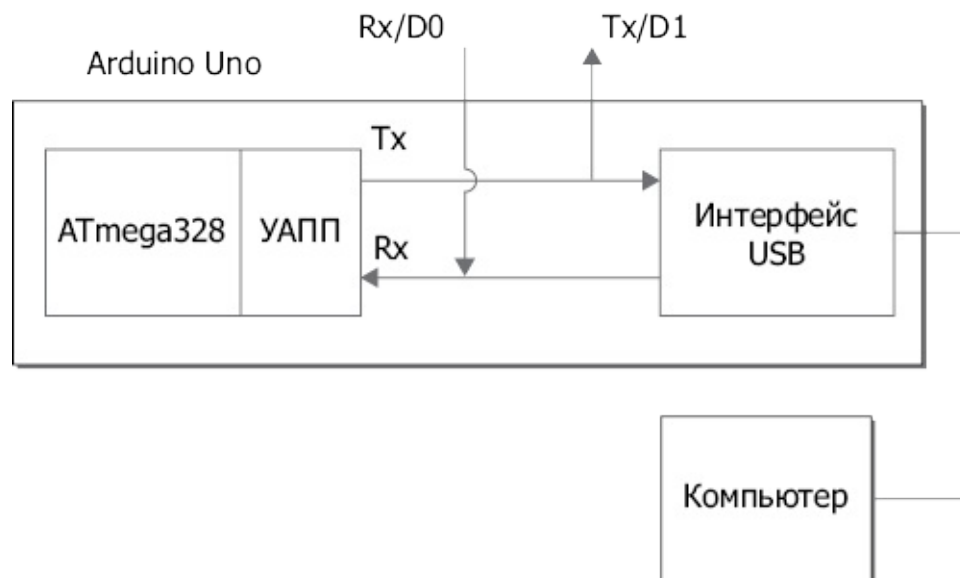 Rx/D0
Tx/D1
Arduino Uno
Tx
ATmega328
УАПП
Rx
Интерфейс
USB
Компьютер